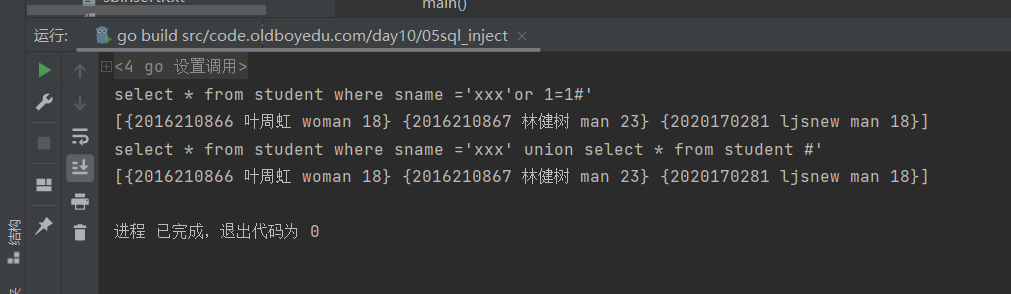 main()
运行:
go build src/code.oldboyedu.com/day10/05sql_inject
<4 go 设置调用>
select * from student where sname ='xxx'or 1=1#'
[{2016210866 叶周虹 woman 18} {2016210867 林健树 man 23} {2020170281 ljsnew man 18}]
select * from student where sname ='xxx' union select * from student #'
[{2016210866 叶周虹 woman 18} {2016210867 林健树 man 23} {2020170281 ljsnew man 18}]
进程 已完成，退出代码为 0
结构